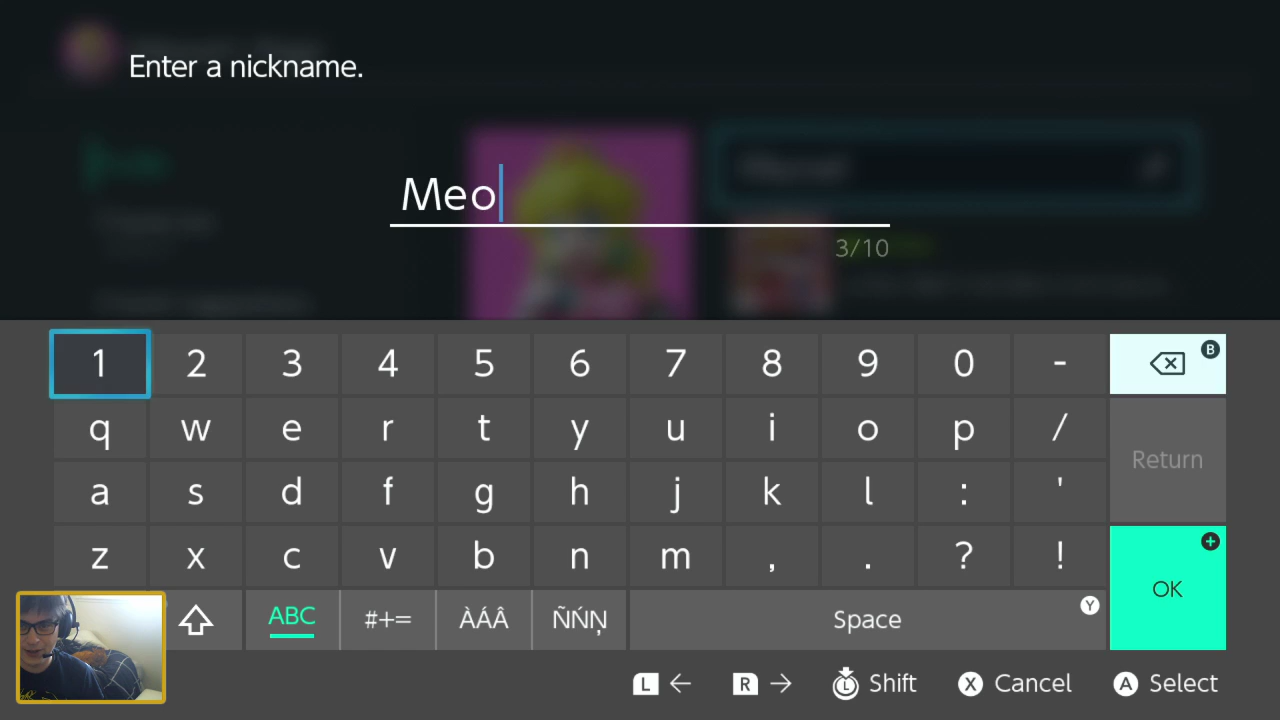 Enter a nickname.
Meo
3/10
1 2 3 4 5 6 7 8 9 0 - B
q w e r t y u i o p /
Return
a s d f g h j k l : '
z x c v b n m , . ? ! + OK
ABC #+= ÀÁÂ ÑŃŅ Space Y
L ← R → L Shift X Cancel A Select